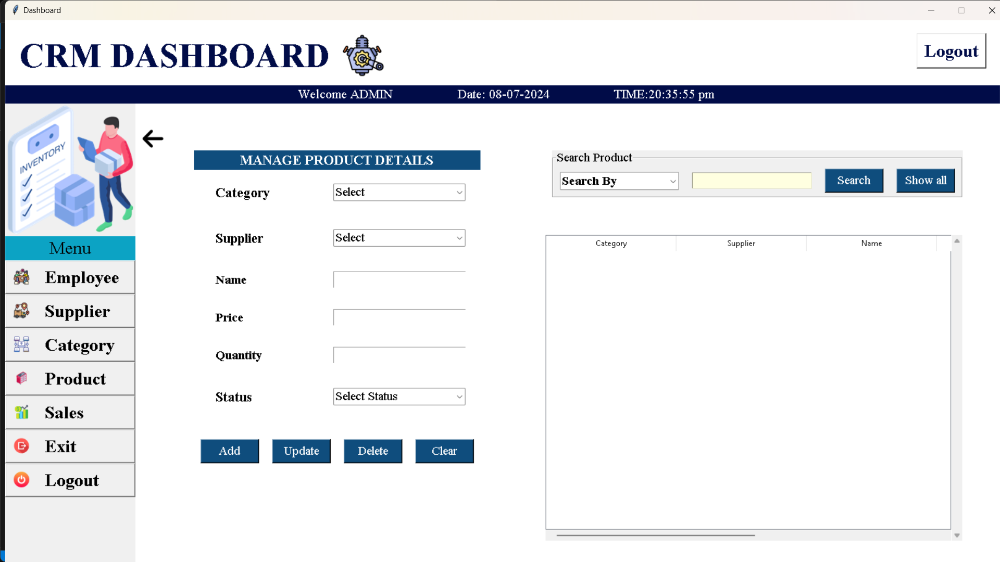 Dashboard
CRM DASHBOARD
Logout
Welcome ADMIN Date: 08-07-2024 TIME:20:35:55 pm
INVENTORY
Menu
Employee
Supplier
Category
Product
Sales
Exit
Logout
MANAGE PRODUCT DETAILS
Category Select
Supplier Select
Name
Price
Quantity
Status Select Status
Add Update Delete Clear
Search Product
Search By Search Show all
Category Supplier Name